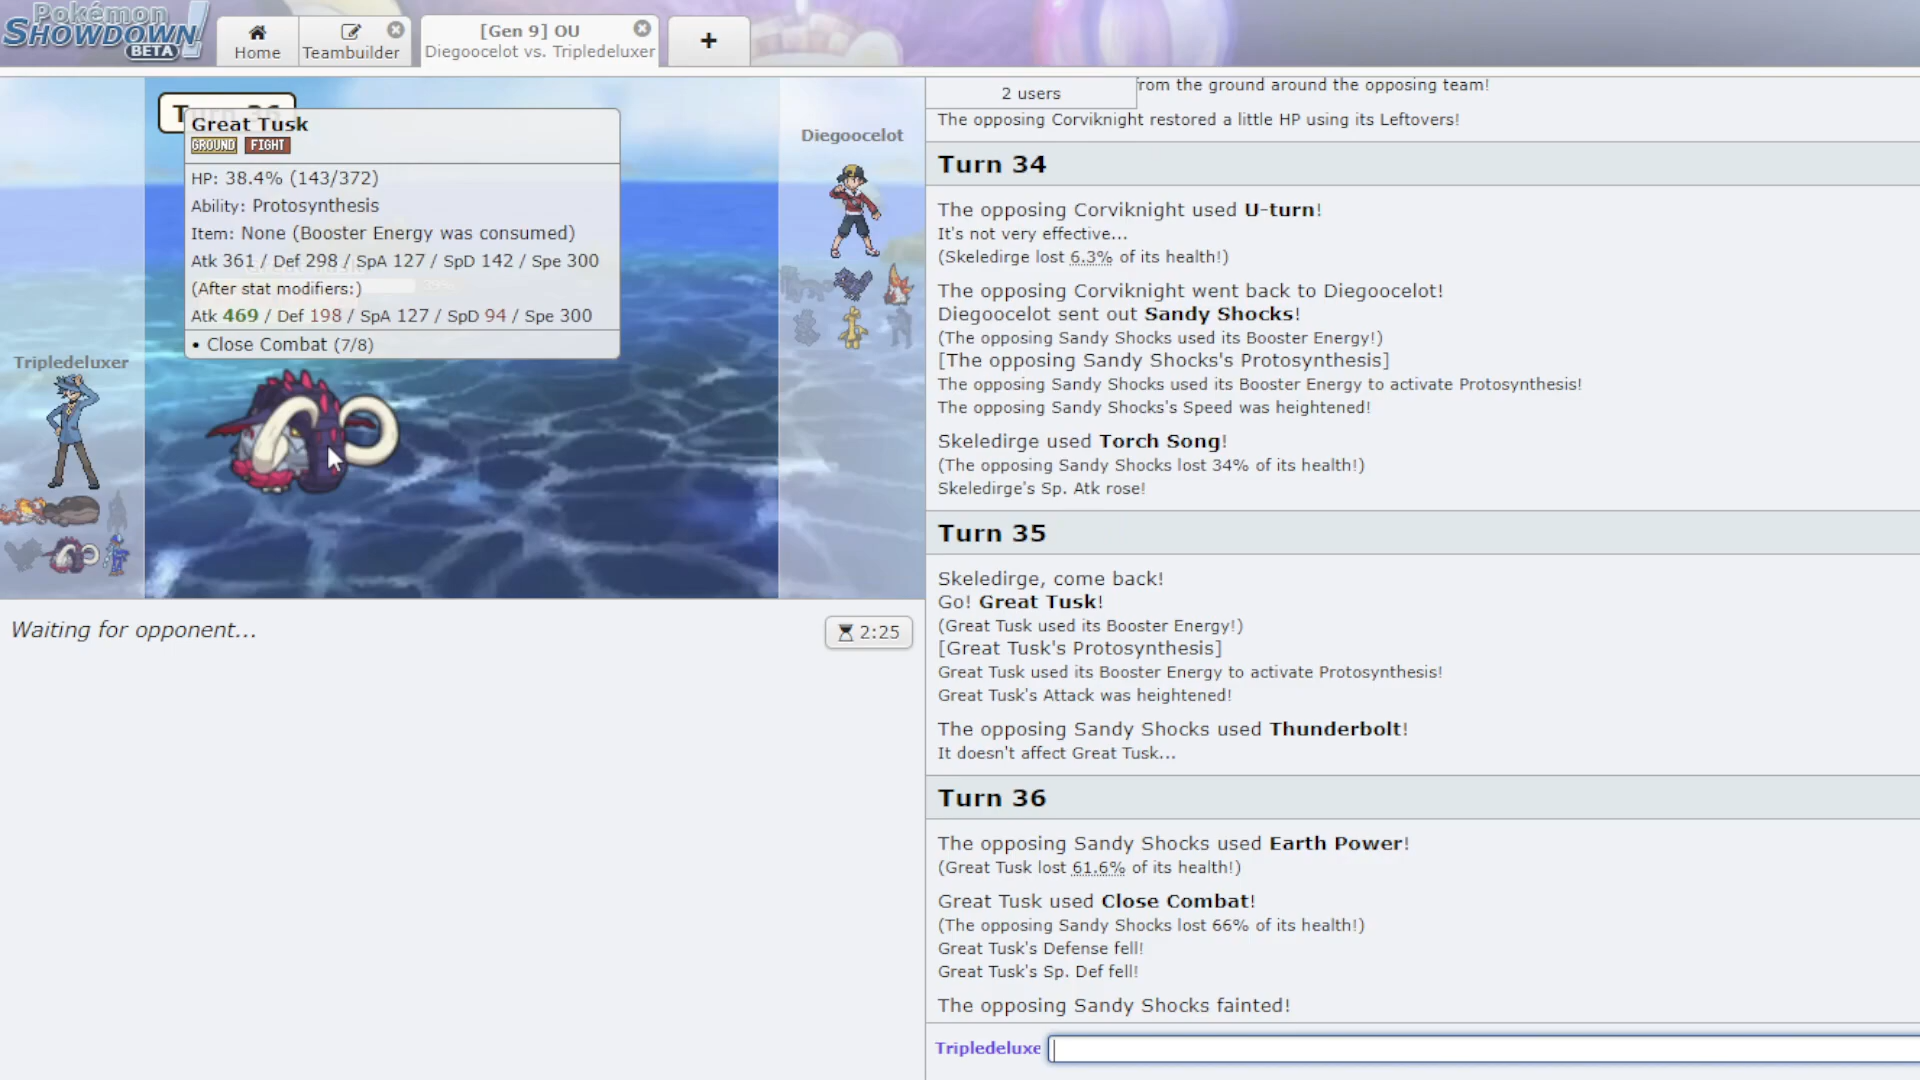 Pokémon
SHOWDOWN!
BETA
Home
Teambuilder
[Gen 9] OU
Diegoocelot vs. Tripledeluxer
+
Turn 36
Great Tusk
GROUND FIGHT
HP: 38.4% (143/372)
Ability: Protosynthesis
Item: None (Booster Energy was consumed)
Atk 361 / Def 298 / SpA 127 / SpD 142 / Spe 300
(After stat modifiers:)
Atk 469 / Def 198 / SpA 127 / SpD 94 / Spe 300
• Close Combat (7/8)
Diegoocelot
Tripledeluxer
Waiting for opponent...
2:25
2 users
from the ground around the opposing team!
The opposing Corviknight restored a little HP using its Leftovers!
Turn 34
The opposing Corviknight used U-turn!
It's not very effective...
(Skeledirge lost 6.3% of its health!)
The opposing Corviknight went back to Diegoocelot!
Diegoocelot sent out Sandy Shocks!
(The opposing Sandy Shocks used its Booster Energy!)
[The opposing Sandy Shocks's Protosynthesis]
The opposing Sandy Shocks used its Booster Energy to activate Protosynthesis!
The opposing Sandy Shocks's Speed was heightened!
Skeledirge used Torch Song!
(The opposing Sandy Shocks lost 34% of its health!)
Skeledirge's Sp. Atk rose!
Turn 35
Skeledirge, come back!
Go! Great Tusk!
(Great Tusk used its Booster Energy!)
[Great Tusk's Protosynthesis]
Great Tusk used its Booster Energy to activate Protosynthesis!
Great Tusk's Attack was heightened!
The opposing Sandy Shocks used Thunderbolt!
It doesn't affect Great Tusk...
Turn 36
The opposing Sandy Shocks used Earth Power!
(Great Tusk lost 61.6% of its health!)
Great Tusk used Close Combat!
(The opposing Sandy Shocks lost 66% of its health!)
Great Tusk's Defense fell!
Great Tusk's Sp. Def fell!
The opposing Sandy Shocks fainted!
Tripledeluxe